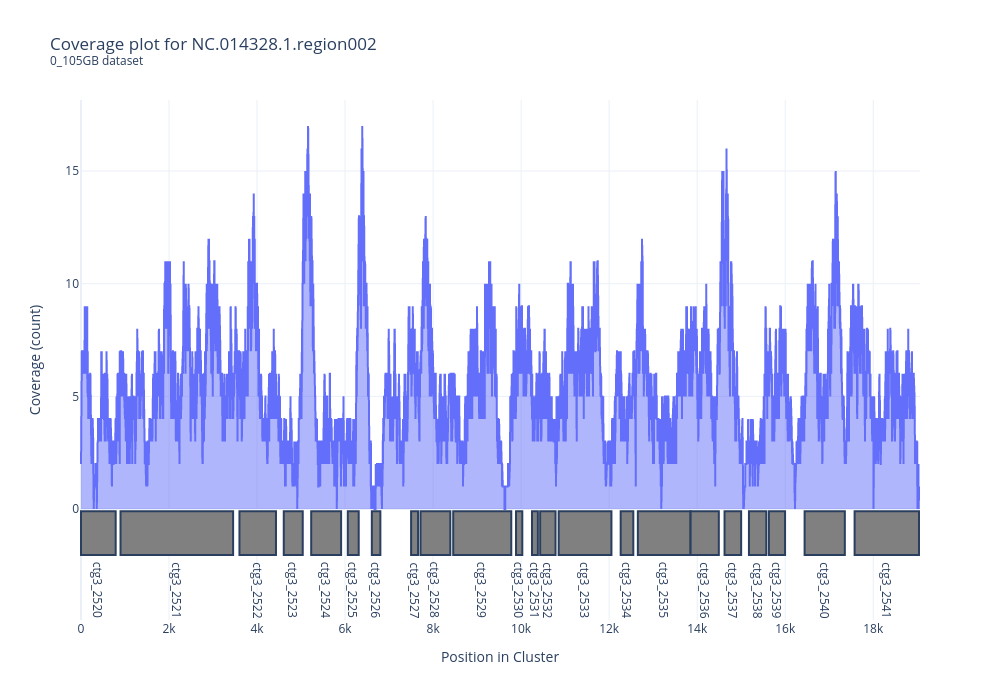 Coverage plot for NC.014328.1.region002
0_105GB dataset
Coverage (count)
15
10
5
0
ctg3_2520
ctg3_2521
ctg3_2522
ctg3_2523
ctg3_2524
ctg3_2525
ctg3_2526
ctg3_2527
ctg3_2528
ctg3_2529
ctg3_2530
ctg3_2531
ctg3_2532
ctg3_2533
ctg3_2534
ctg3_2535
ctg3_2536
ctg3_2537
ctg3_2538
ctg3_2539
ctg3_2540
ctg3_2541
0 2k 4k 6k 8k 10k 12k 14k 16k 18k
Position in Cluster